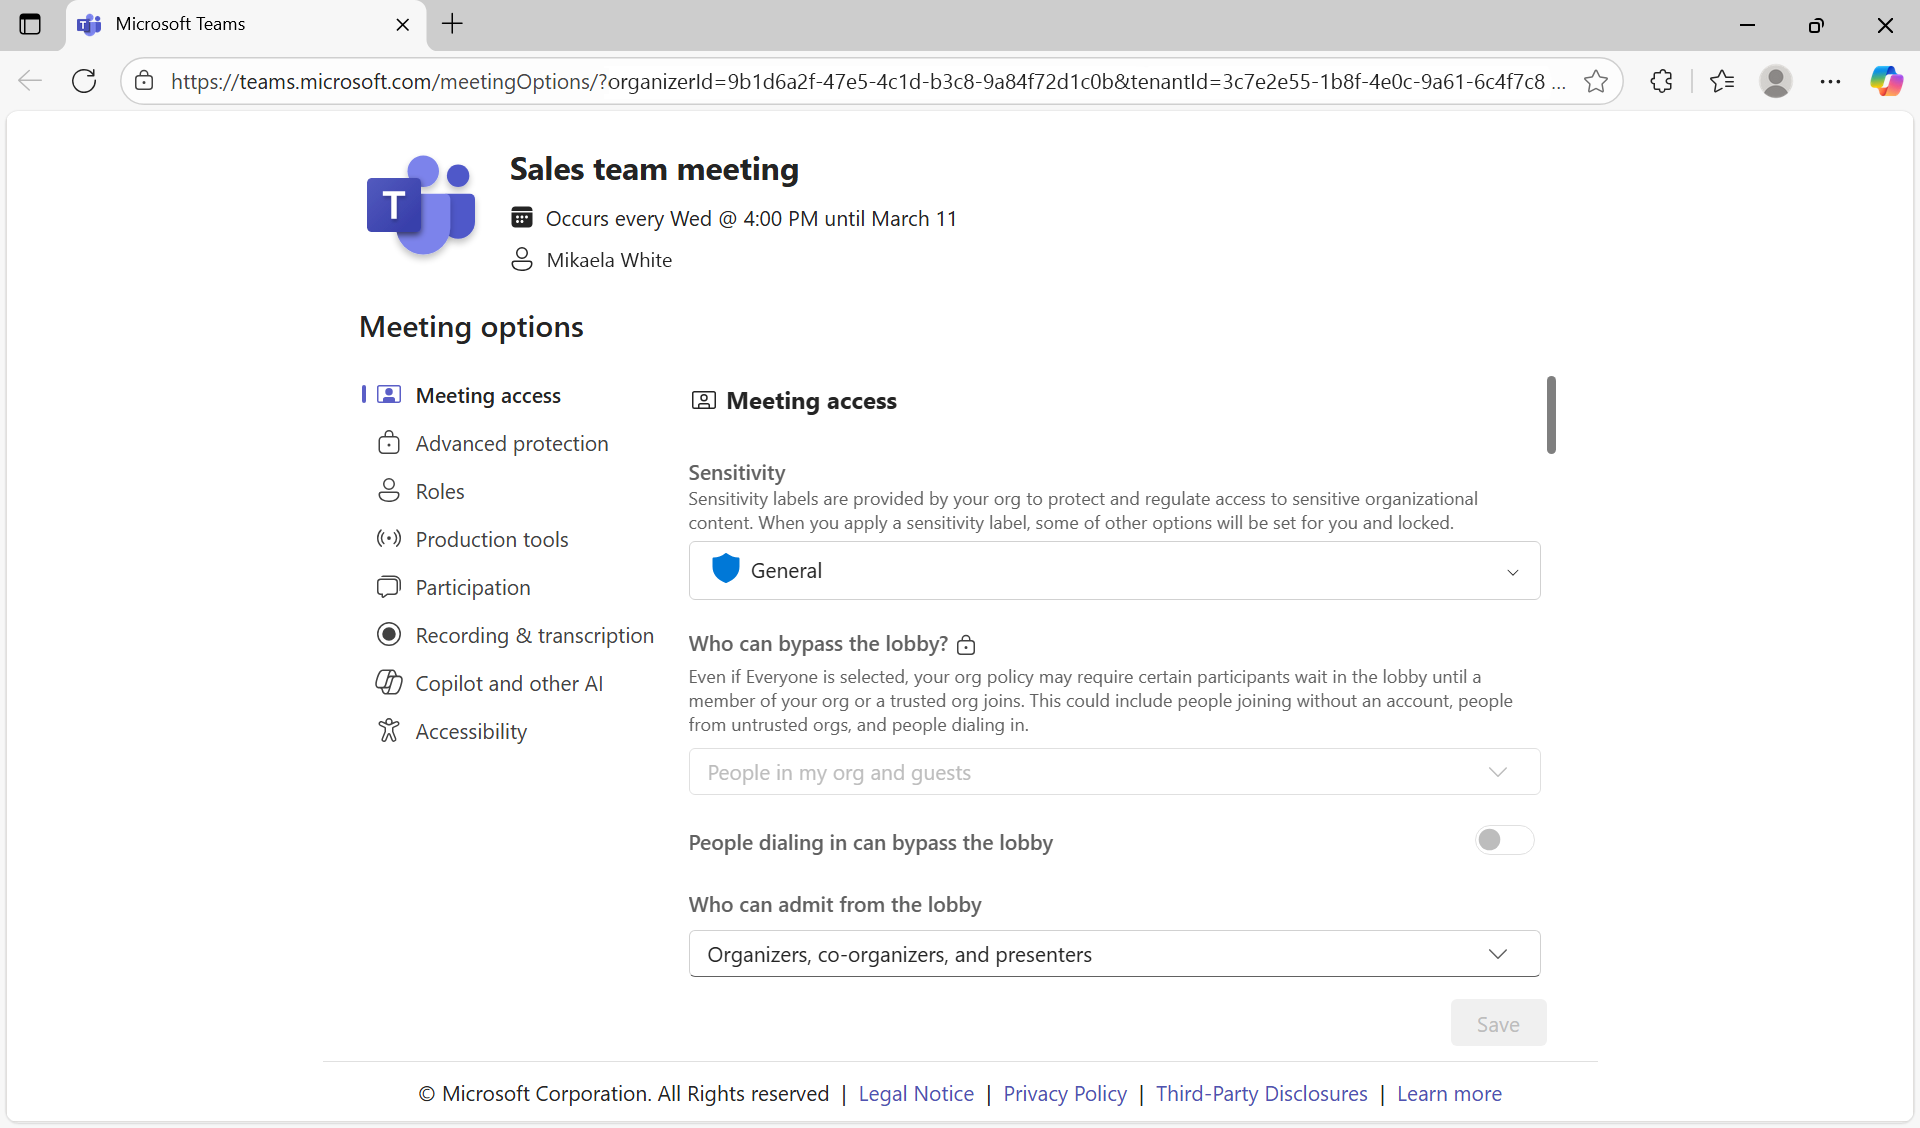 Microsoft Teams
https://teams.microsoft.com/meetingOptions/?organizerId=9b1d6a2f-47e5-4c1d-b3c8-9a84f72d1c0b&tenantId=3c7e2e55-1b8f-4e0c-9a61-6c4f7c8 ...
T
Sales team meeting
Occurs every Wed @ 4:00 PM until March 11
Mikaela White
Meeting options
Meeting access
Advanced protection
Roles
Production tools
Participation
Recording & transcription
Copilot and other AI
Accessibility
Meeting access
Sensitivity
Sensitivity labels are provided by your org to protect and regulate access to sensitive organizational
content. When you apply a sensitivity label, some of other options will be set for you and locked.
General
Who can bypass the lobby?
Even if Everyone is selected, your org policy may require certain participants wait in the lobby until a
member of your org or a trusted org joins. This could include people joining without an account, people
from untrusted orgs, and people dialing in.
People in my org and guests
People dialing in can bypass the lobby
Who can admit from the lobby
Organizers, co-organizers, and presenters
Save
© Microsoft Corporation. All Rights reserved | Legal Notice | Privacy Policy | Third-Party Disclosures | Learn more